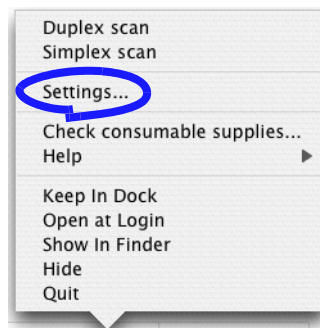 Duplex scan
Simplex scan
Settings...
Check consumable supplies...
Help
Keep In Dock
Open at Login
Show In Finder
Hide
Quit